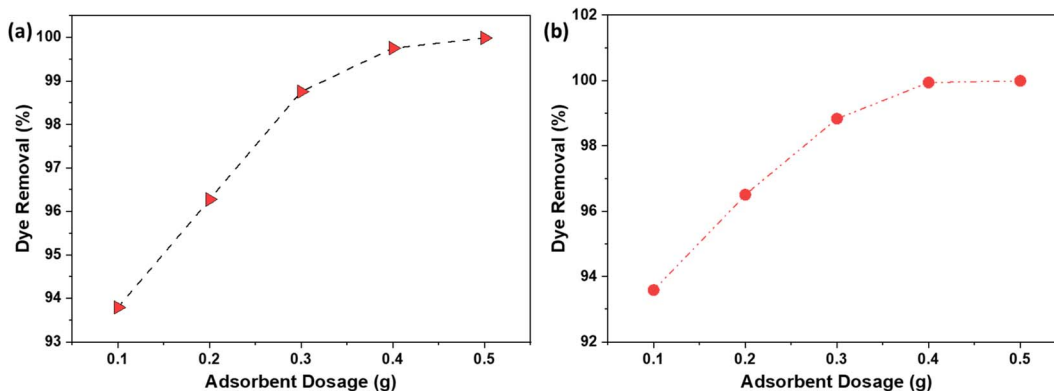 (a)
100
99
98
97
96
95
94
93
Dye Removal (%)
0.1 0.2 0.3 0.4 0.5
Adsorbent Dosage (g)
(b)
102
100
98
96
94
92
Dye Removal (%)
0.1 0.2 0.3 0.4 0.5
Adsorbent Dosage (g)